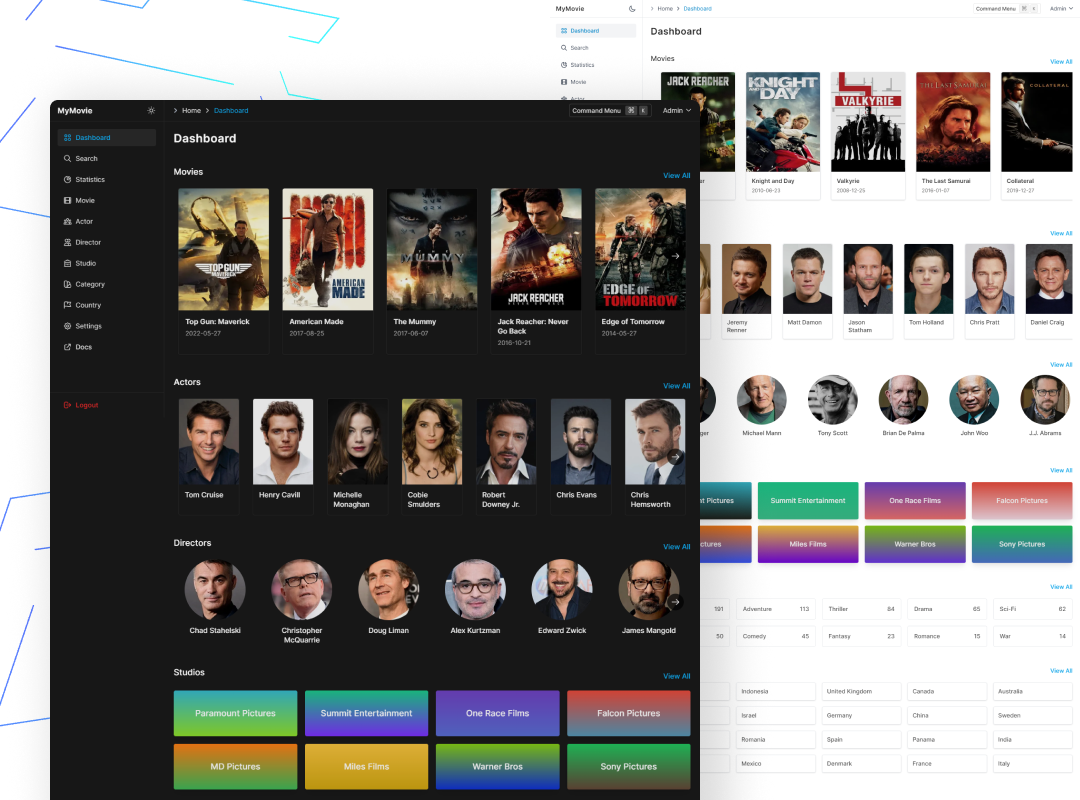 MyMovie
Home
Dashboard
Command Menu
⌘
K
Admin
Dashboard
Search
Statistics
Movie
Dashboard
Movies
View All
JACK REACHER
KNIGHT AND DAY
VALKYRIE
THE LAST SAMURAI
COLLATERAL
Knight and Day
2010-06-23
Valkyrie
2008-12-25
The Last Samurai
2016-01-07
Collateral
2019-12-27
View All
Jeremy
Renner
Matt Damon
Jason
Statham
Tom Holland
Chris Pratt
Daniel Craig
View All
Michael Mann
Tony Scott
Brian De Palma
John Woo
J.J. Abrams
View All
Summit Entertainment
One Race Films
Falcon Pictures
Miles Films
Warner Bros
Sony Pictures
View All
191
Adventure 113
Thriller 84
Drama 65
Sci-Fi 62
50
Comedy 45
Fantasy 23
Romance 15
War 14
View All
Indonesia
United Kingdom
Canada
Australia
Israel
Germany
China
Sweden
Romania
Spain
Panama
India
Mexico
Denmark
France
Italy
MyMovie
Home
Dashboard
Command Menu
⌘
K
Admin
Dashboard
Search
Statistics
Movie
Actor
Director
Studio
Category
Country
Settings
Docs
Logout
Dashboard
Movies
View All
TOP GUN
MAVERICK
AMERICAN
MADE
MUMMY
JACK REACHER
NEVER GO BACK
EDGE OF
TOMORROW
Top Gun: Maverick
2022-05-27
American Made
2017-08-25
The Mummy
2017-06-07
Jack Reacher: Never
Go Back
2016-10-21
Edge of Tomorrow
2014-05-27
Actors
View All
Tom Cruise
Henry Cavill
Michelle
Monaghan
Cobie
Smulders
Robert
Downey Jr.
Chris Evans
Chris
Hemsworth
Directors
View All
Chad Stahelski
Christopher
McQuarrie
Doug Liman
Alex Kurtzman
Edward Zwick
James Mangold
Studios
View All
Paramount Pictures
Summit Entertainment
One Race Films
Falcon Pictures
MD Pictures
Miles Films
Warner Bros
Sony Pictures